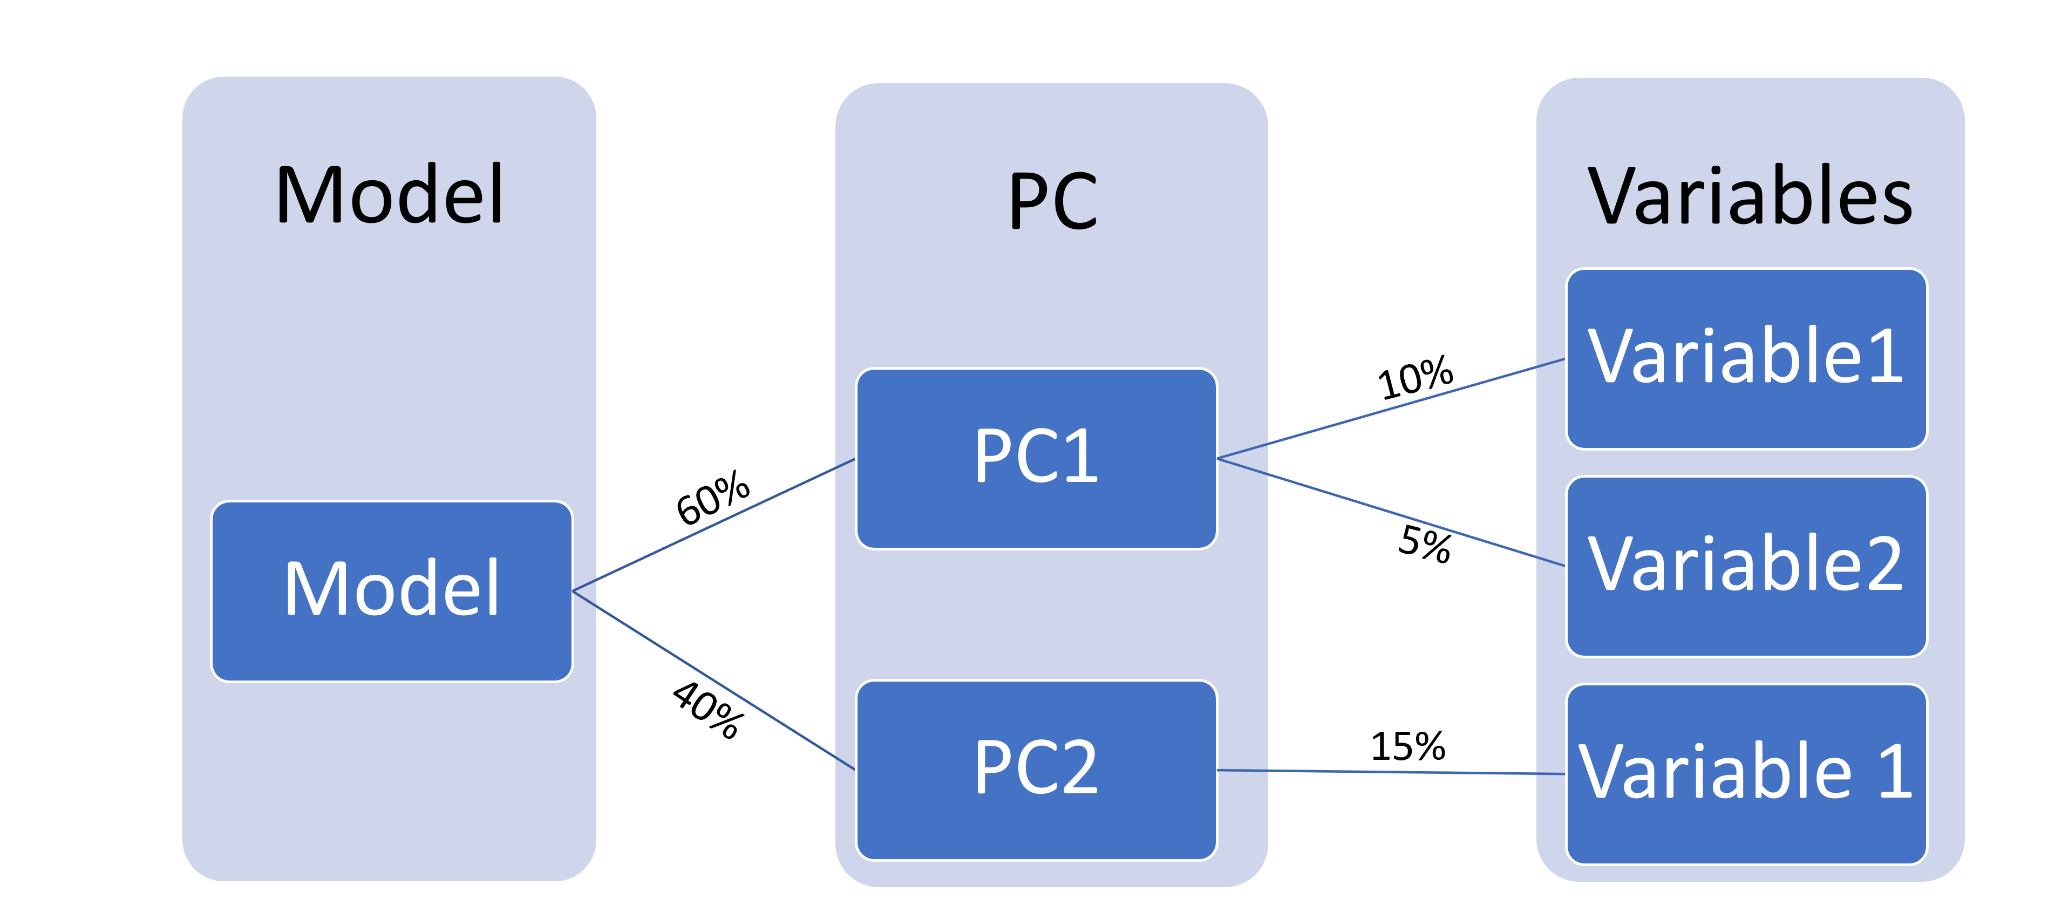 Model
PC
Variables
Model
60%
40%
PC1
PC2
10%
5%
15%
Variable1
Variable2
Variable 1